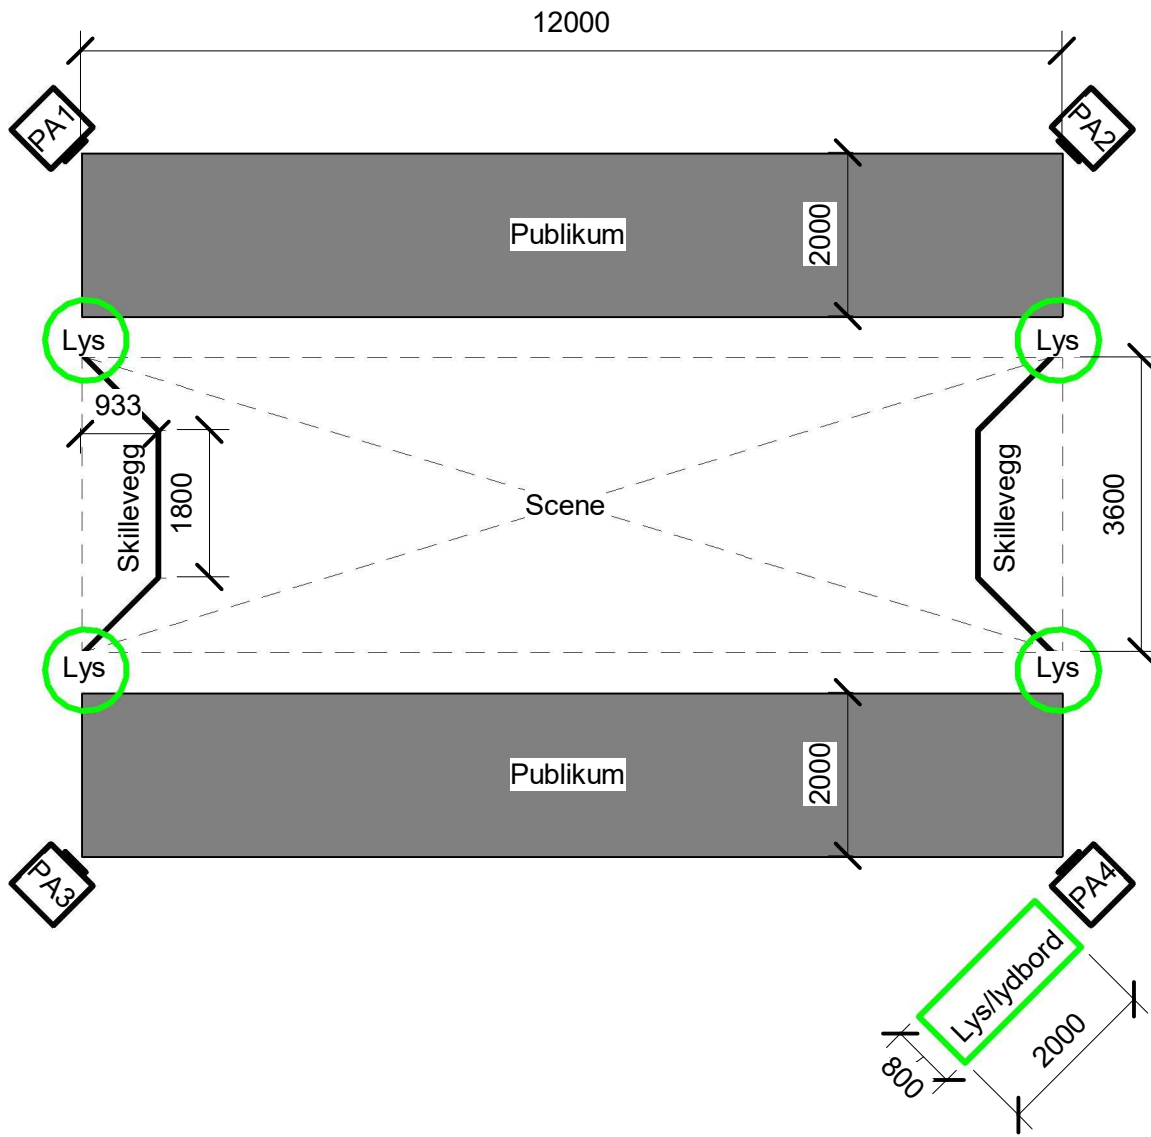 12000
PA1
PA2
Publikum
2000
Lys
Lys
933
Skillevegg
1800
Scene
Skillevegg
3600
Lys
Lys
Publikum
2000
PA3
PA4
Lys/lydbord
2000
800